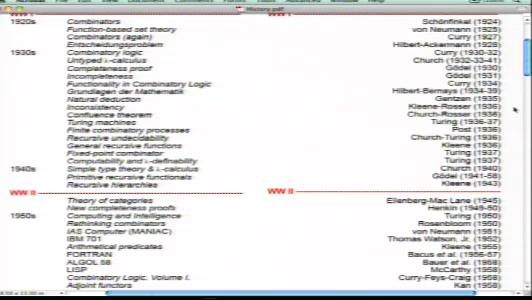 History.pdf
WW I
1920s Combinators Schönfinkel (1924)
Function-based set theory von Neumann (1925)
Combinators (again) Curry (1927)
Entscheidungsproblem Hilbert-Ackermann (1928)
1930s Combinatory logic Curry (1930-32)
Untyped λ-calculus Church (1932-33-41)
Completeness proof Gödel (1930)
Incompleteness Gödel (1931)
Functionality in Combinatory Logic Curry (1934)
Grundlagen der Mathematik Hilbert-Bernays (1934-39)
Natural deduction Gentzen (1935)
Inconsistency Kleene-Rosser (1936)
Confluence theorem Church-Rosser (1936)
Turing machines Turing (1936-37)
Finite combinatory processes Post (1936)
Recursive undecidability Church-Turing (1936)
General recursive functions Kleene (1936)
Fixed-point combinator Turing (1937)
Computability and λ-definability Turing (1937)
1940s Simple type theory & λ-calculus Church (1940)
Primitive recursive functionals Gödel (1941-58)
Recursive hierarchies Kleene (1943)
WW II WW II
Theory of categories Eilenberg-Mac Lane (1945)
New completeness proofs Henkin (1949-50)
1950s Computing and Intelligence Turing (1950)
Rethinking combinators Rosenbloom (1950)
IAS Computer (MANIAC) von Neumann (1951)
IBM 701 Thomas Watson, Jr. (1952)
Arithmetical predicates Kleene (1955)
FORTRAN Bacus et al. (1956-57)
ALGOL 58 Bauer et al. (1958)
LISP McCarthy (1958)
Combinatory Logic. Volume I. Curry-Feys-Craig (1958)
Adjoint functors Kan (1958)